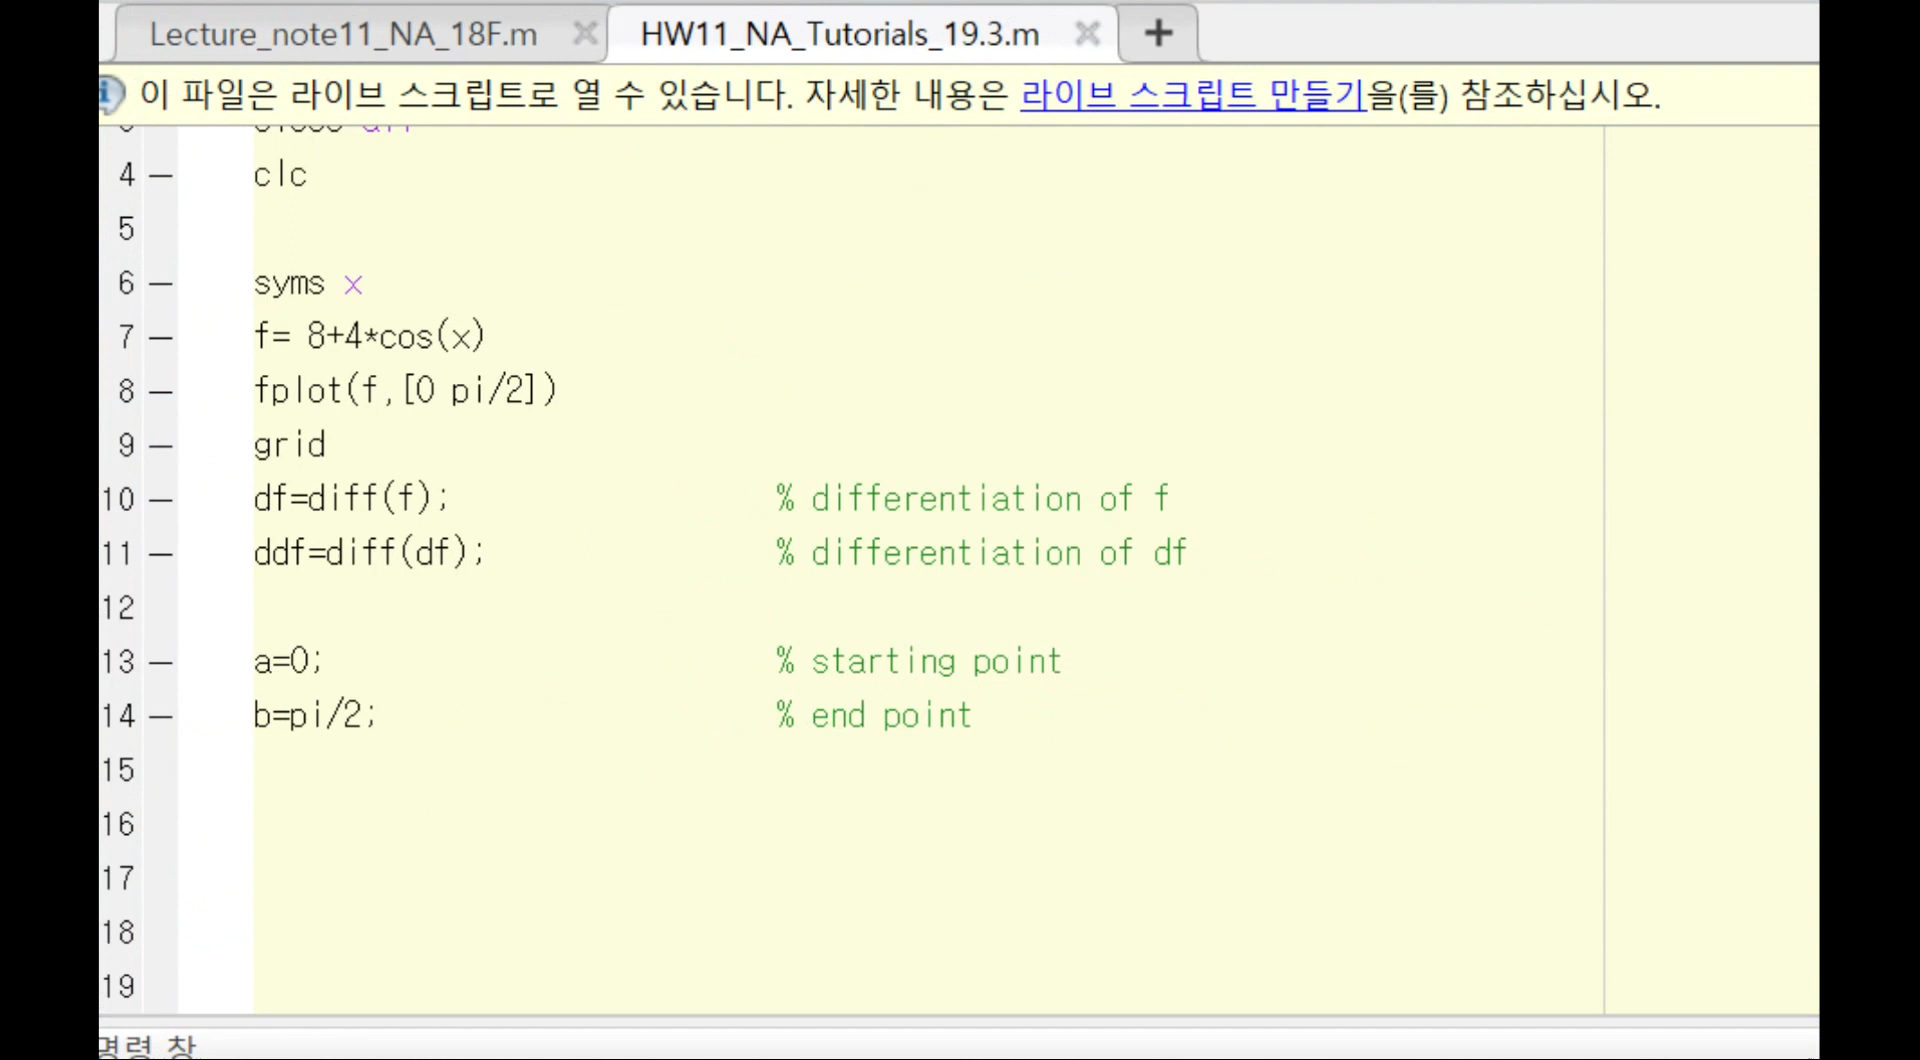 Lecture_note11_NA_18F.m
HW11_NA_Tutorials_19.3.m
이 파일은 라이브 스크립트로 열 수 있습니다. 자세한 내용은 라이브 스크립트 만들기을(를) 참조하십시오.
4 — clc
5
6 — syms x
7 — f= 8+4*cos(x)
8 — fplot(f,[0 pi/2])
9 — grid
10 — df=diff(f); % differentiation of f
11 — ddf=diff(df); % differentiation of df
12
13 — a=0; % starting point
14 — b=pi/2; % end point
15
16
17
18
19
명령 창